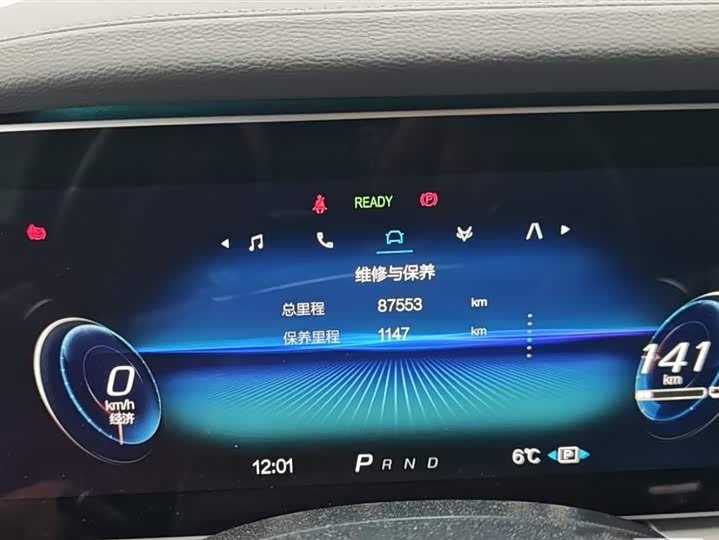 READY
维修与保养
总里程 87553 km
保养里程 1147 km
0
km/h
经济
141
km
12:01 P R N D 6℃ P